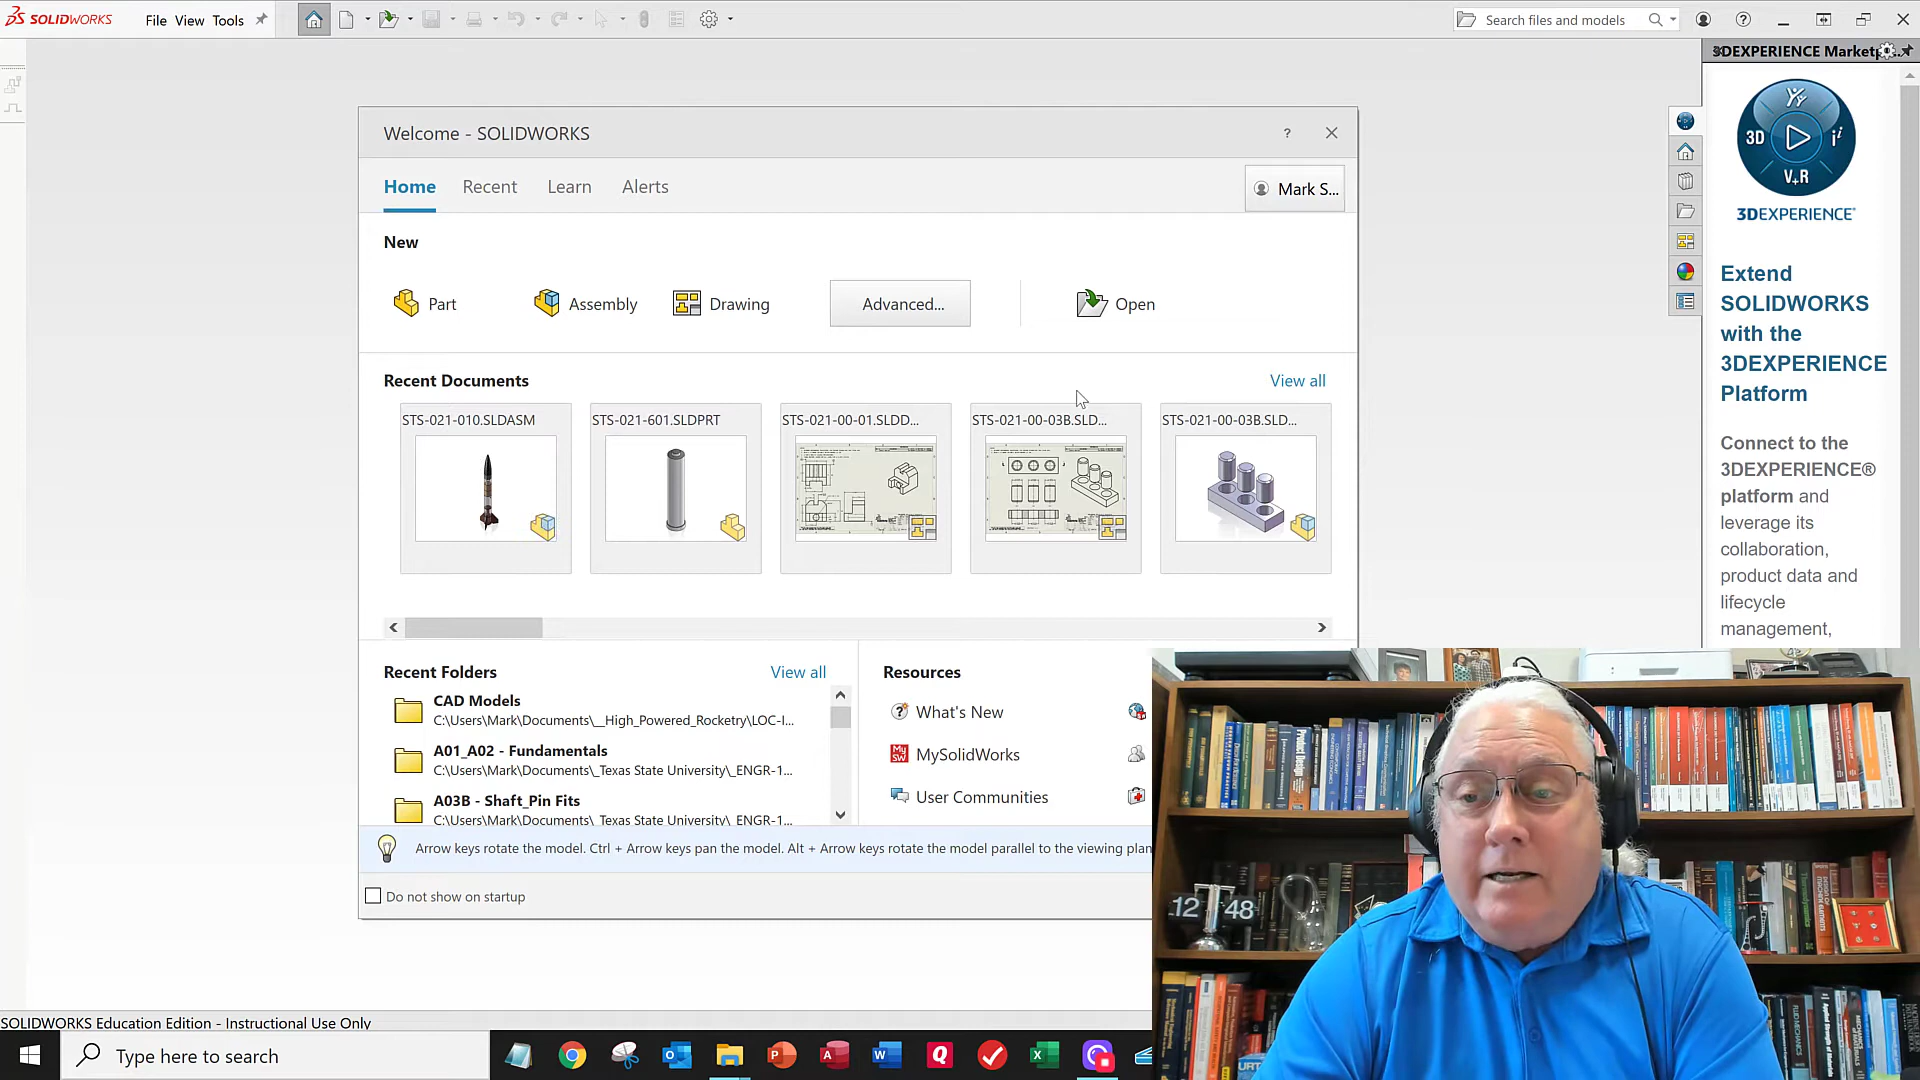 SOLIDWORKS
File View Tools
Search files and models
3DEXPERIENCE Marketp...
Welcome - SOLIDWORKS
Home Recent Learn Alerts
Mark S...
New
Part Assembly Drawing Advanced... Open
Recent Documents
View all
STS-021-010.SLDASM
STS-021-601.SLDPRT
STS-021-00-01.SLDD...
STS-021-00-03B.SLD...
STS-021-00-03B.SLD...
Recent Folders
View all
CAD Models
C:\Users\Mark\Documents\__High_Powered_Rocketry\LOC-I...
A01_A02 - Fundamentals
C:\Users\Mark\Documents\_Texas State University\_ENGR-1...
A03B - Shaft_Pin Fits
C:\Users\Mark\Documents\_Texas State University\_ENGR-1...
Resources
What's New
My
SW
MySolidWorks
User Communities
Arrow keys rotate the model. Ctrl + Arrow keys pan the model. Alt + Arrow keys rotate the model parallel to the viewing plan
Do not show on startup
3D
V+R
3DEXPERIENCE
Extend
SOLIDWORKS
with the
3DEXPERIENCE
Platform
Connect to the
3DEXPERIENCE®
platform and
leverage its
collaboration,
product data and
lifecycle
management,
Product Design
12 48
SOLIDWORKS Education Edition - Instructional Use Only
Type here to search